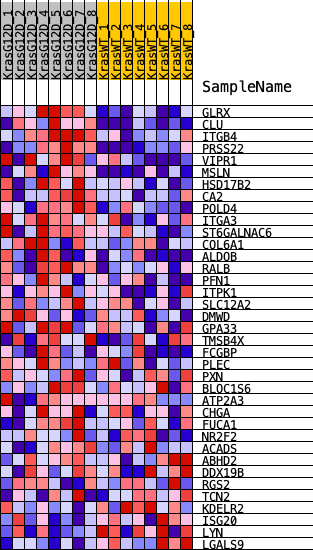 KrasG12D_1
KrasG12D_2
KrasG12D_3
KrasG12D_4
KrasG12D_5
KrasG12D_6
KrasG12D_7
KrasG12D_8
KrasWT_1
KrasWT_2
KrasWT_3
KrasWT_4
KrasWT_5
KrasWT_6
KrasWT_7
KrasWT_8
SampleName
GLRX
CLU
ITGB4
PRSS22
VIPR1
MSLN
HSD17B2
CA2
POLD4
ITGA3
ST6GALNAC6
COL6A1
ALDOB
RALB
PFN1
ITPK1
SLC12A2
DMWD
GPA33
TMSB4X
FCGBP
PLEC
PXN
BLOC1S6
ATP2A3
CHGA
FUCA1
NR2F2
ACADS
ABHD2
DDX19B
RGS2
TCN2
KDELR2
ISG20
LYN
LGALS9